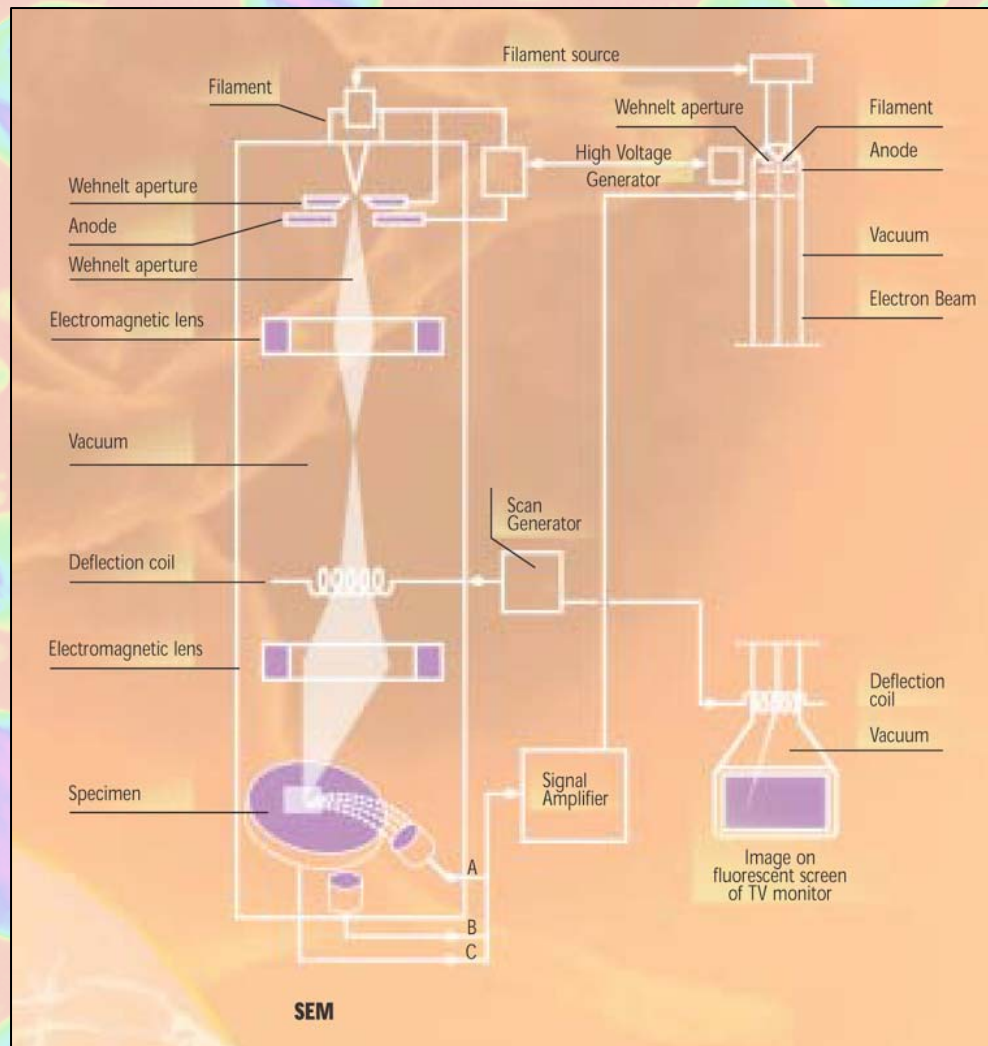 Filament source
Filament
Wehnelt aperture
Filament
High Voltage
Generator
Anode
Wehnelt aperture
Anode
Wehnelt aperture
Vacuum
Electron Beam
Electromagnetic lens
Vacuum
Scan
Generator
Deflection coil
Electromagnetic lens
Deflection
coil
Vacuum
Specimen
Signal
Amplifier
A
Image on
fluorescent screen
of TV monitor
B
C
SEM